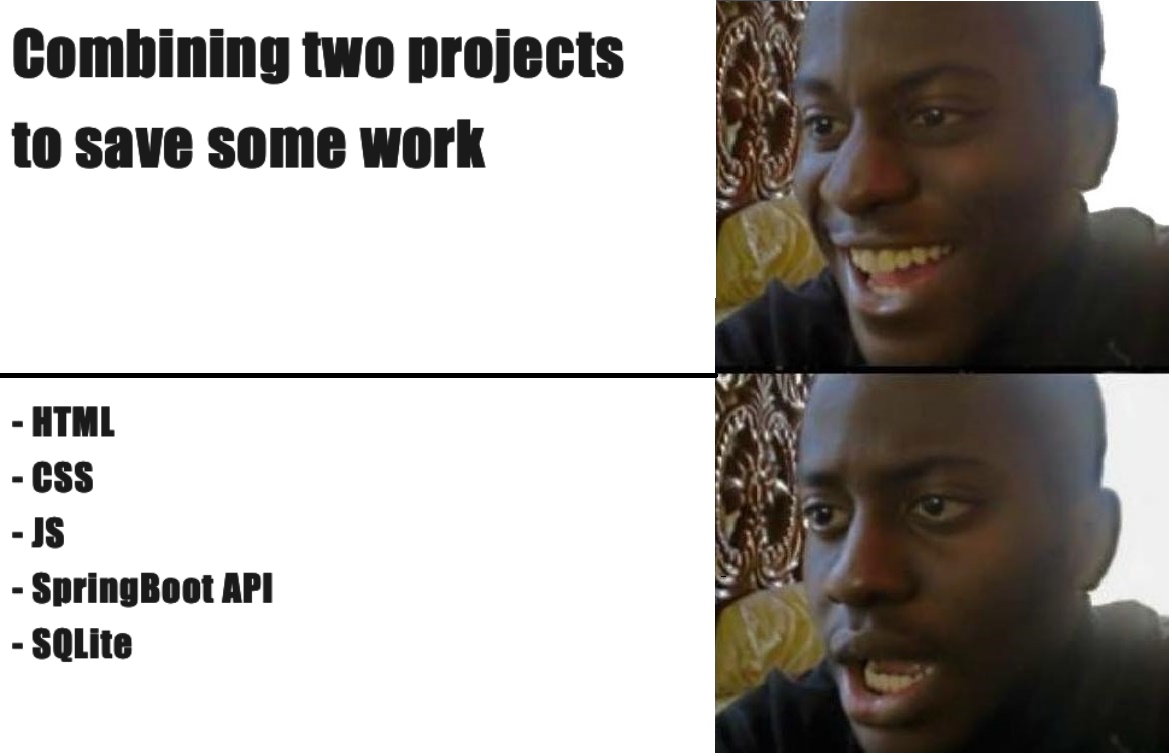 Combining two projects
to save some work
- HTML
- CSS
- JS
- SpringBoot API
- SQLite